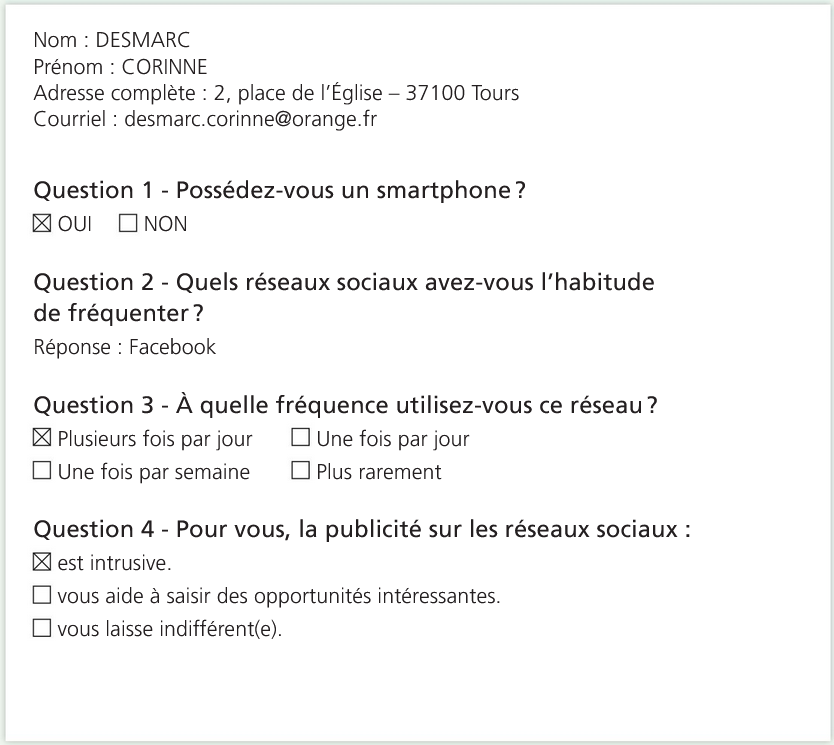 Nom : DESMARC
Prénom : CORINNE
Adresse complète : 2, place de l’Église – 37100 Tours
Courriel : desmarc.corinne@orange.fr
Question 1 - Possédez-vous un smartphone ?
☒ OUI ☐ NON
Question 2 - Quels réseaux sociaux avez-vous l’habitude
de fréquenter ?
Réponse : Facebook
Question 3 - À quelle fréquence utilisez-vous ce réseau ?
☒ Plusieurs fois par jour ☐ Une fois par jour
☐ Une fois par semaine ☐ Plus rarement
Question 4 - Pour vous, la publicité sur les réseaux sociaux :
☒ est intrusive.
☐ vous aide à saisir des opportunités intéressantes.
☐ vous laisse indifférent(e).